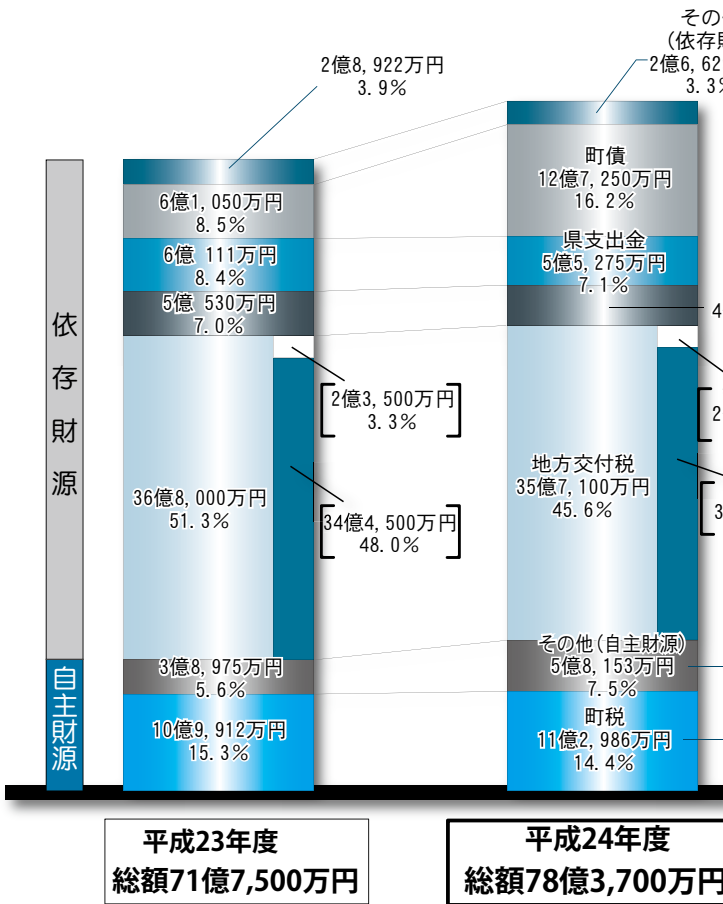 その
(依存
2億6,62
3.3%
2億8,922万円
3.9%
6億1,050万円
8.5%
6億 111万円
8.4%
5億 530万円
7.0%
2億3,500万円
3.3%
34億4,500万円
48.0%
36億8,000万円
51.3%
3億8,975万円
5.6%
10億9,912万円
15.3%
町債
12億7,250万円
16.2%
県支出金
5億5,275万円
7.1%
4
2
3
地方交付税
35億7,100万円
45.6%
その他(自主財源)
5億8,153万円
7.5%
町税
11億2,986万円
14.4%
依存財源
自主財源
平成23年度
総額71億7,500万円
平成24年度
総額78億3,700万円